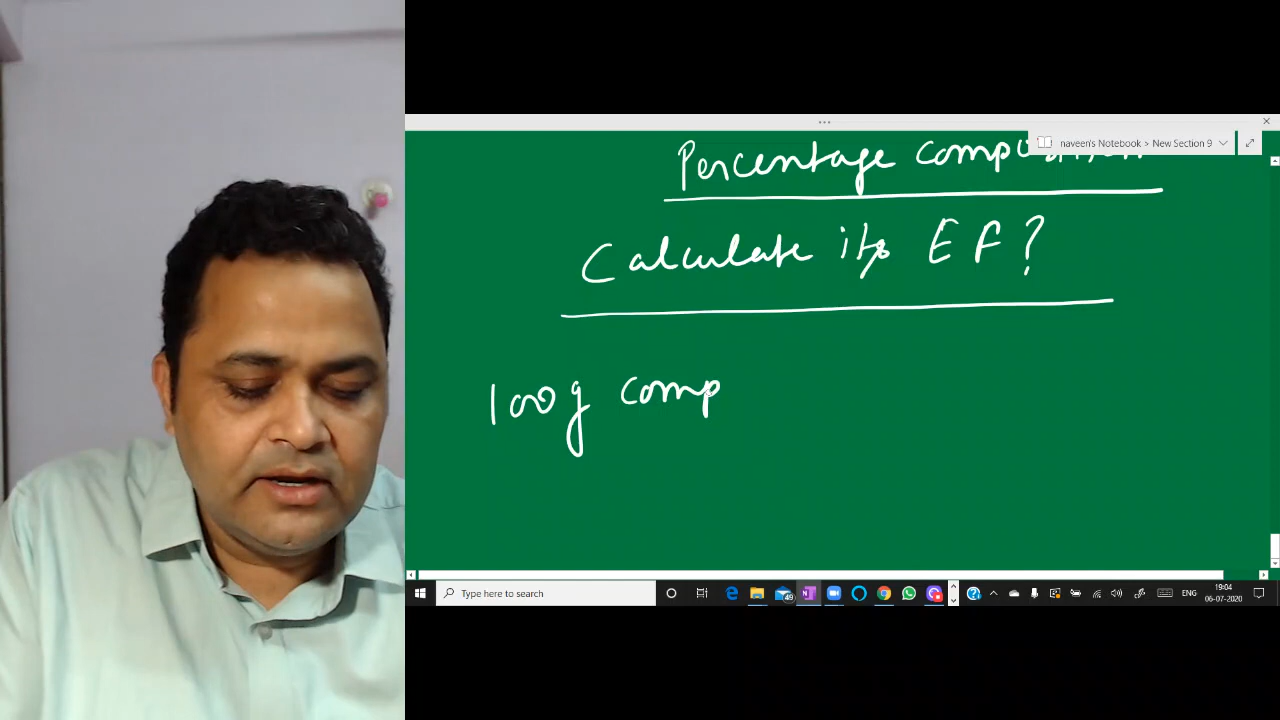 naveen's Notebook > New Section 9
Percentage
Calculate its EF?
100g comp
Type here to search
49
ENG
19:04
06-07-2020